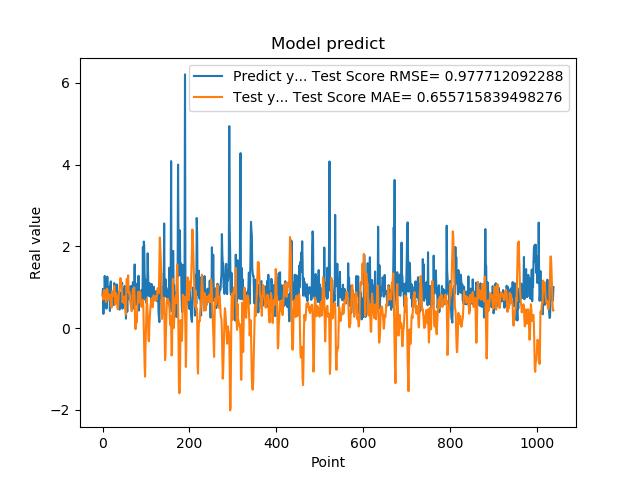 Model predict
Predict y... Test Score RMSE= 0.977712092288
Test y... Test Score MAE= 0.655715839498276
Real value
6
4
2
0
−2
0 200 400 600 800 1000
Point